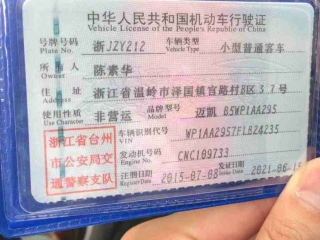 中华人民共和国机动车行驶证
Vehicle License of the People's Republic of China
号牌号码 浙JZY212 车辆类型 小型普通客车
Plate No. Vehicle Type
所有人 陈素华
Owner
住址 浙江省温岭市泽国镇官路村B区37号
Address
使用性质 非营运 品牌型号 迈凯 B5WP1AA295
Use Character Model
浙江省台州
市公安局交
通警察支队
车辆识别代号 WP1AA2957FLB24235
VIN
发动机号码 CNC109733
Engine No.
注册日期 2015-07-08 发证日期 2021-06-15
Register Date Issue Date